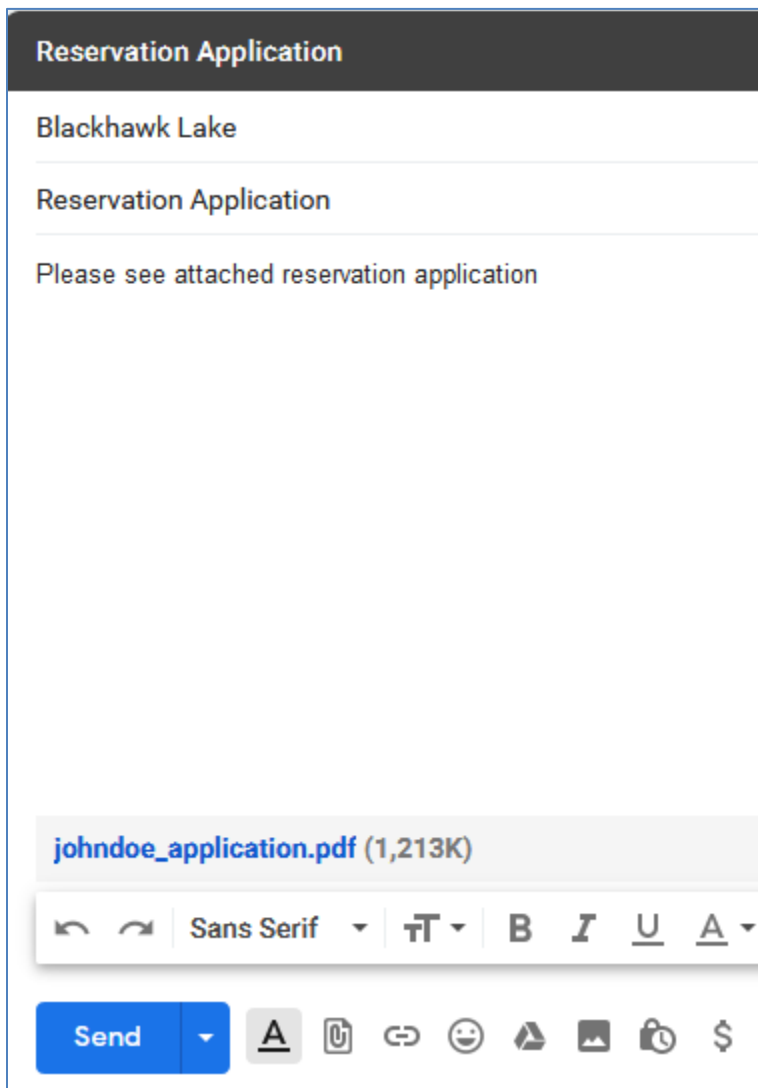 Reservation Application
Blackhawk Lake
Reservation Application
Please see attached reservation application
johndoe_application.pdf (1,213K)
Sans Serif
Send